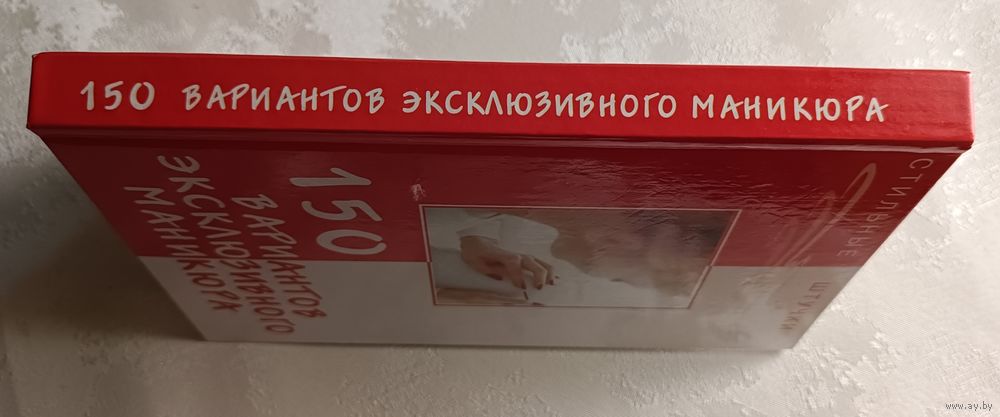 150 ВАРИАНТОВ ЭКСКЛЮЗИВНОГО МАНИКЮРА
150
ВАРИАНТОВ
ЭКСКЛЮЗИВНОГО
МАНИКЮРА
СТИЛЬНЫЕ ШТУЧКИ
www.ay.by